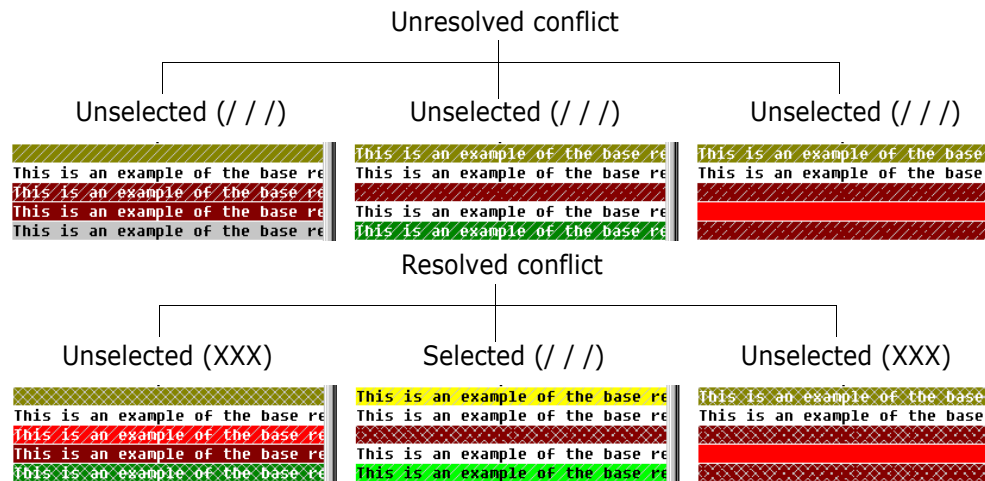 Unresolved conflict
Unselected (/ / /)
Unselected (/ / /)
Unselected (/ / /)
This is an example of the base re
This is an example of the base re
This is an example of the base re
This is an example of the base re
This is an example of the base re
This is an example of the base re
This is an example of the base re
This is an example of the base re
This is an example of the base
This is an example of the base
Resolved conflict
Unselected (XXX)
Selected (/ / /)
Unselected (XXX)
This is an example of the base re
This is an example of the base re
This is an example of the base re
This is an example of the base re
This is an example of the base re
This is an example of the base re
This is an example of the base re
This is an example of the base re
This is an example of the base
This is an example of the base